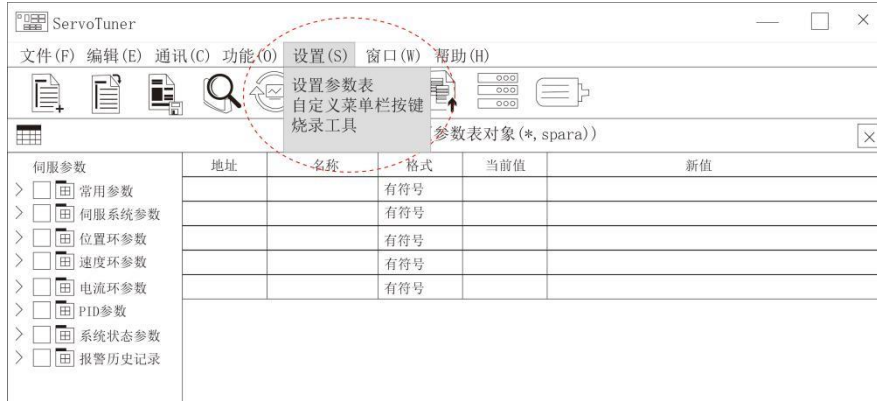 ServoTuner
文件(F) 编辑(E) 通讯(C) 功能(O) 设置(S) 窗口(W) 帮助(H)
设置参数表
自定义菜单栏按键
烧录工具
参数表对象(*,spara))
伺服参数 地址 名称 格式 当前值 新值
常用参数 有符号
伺服系统参数 有符号
位置环参数 有符号
速度环参数 有符号
电流环参数 有符号
PID参数
系统状态参数
报警历史记录